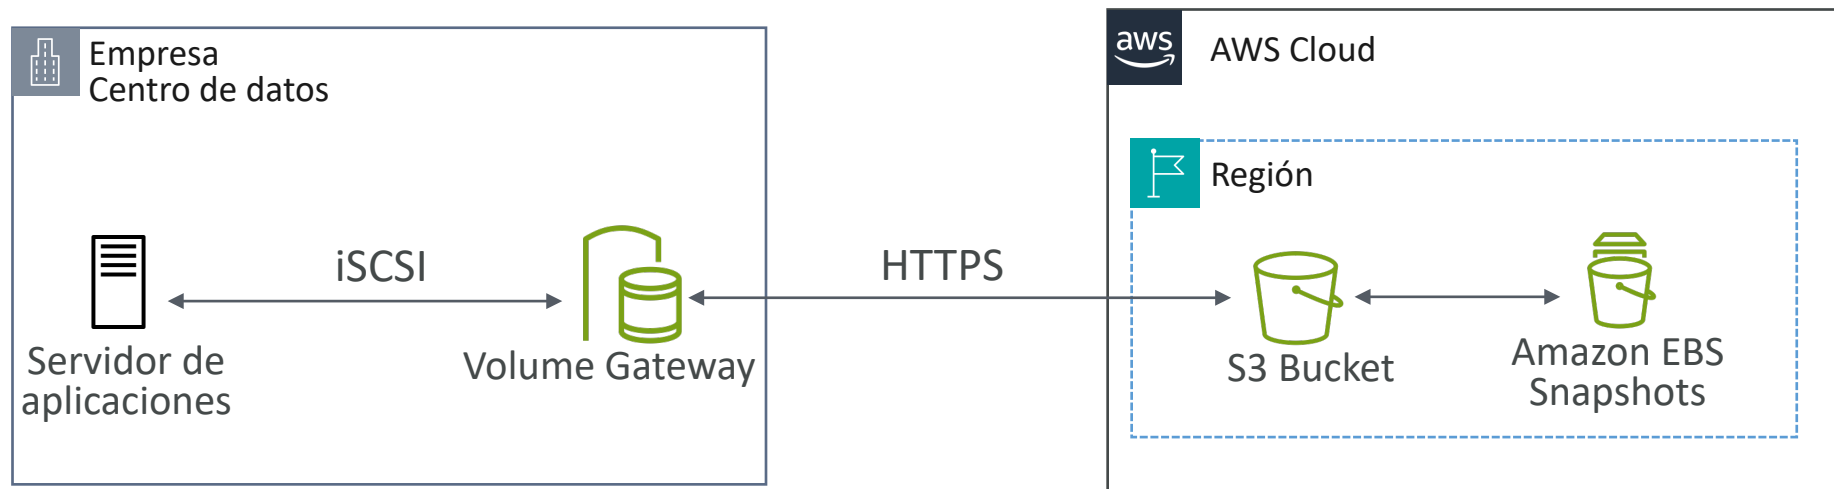 Empresa
Centro de datos
aws
AWS Cloud
Región
iSCSI
HTTPS
Servidor de
aplicaciones
Volume Gateway
S3 Bucket
Amazon EBS
Snapshots